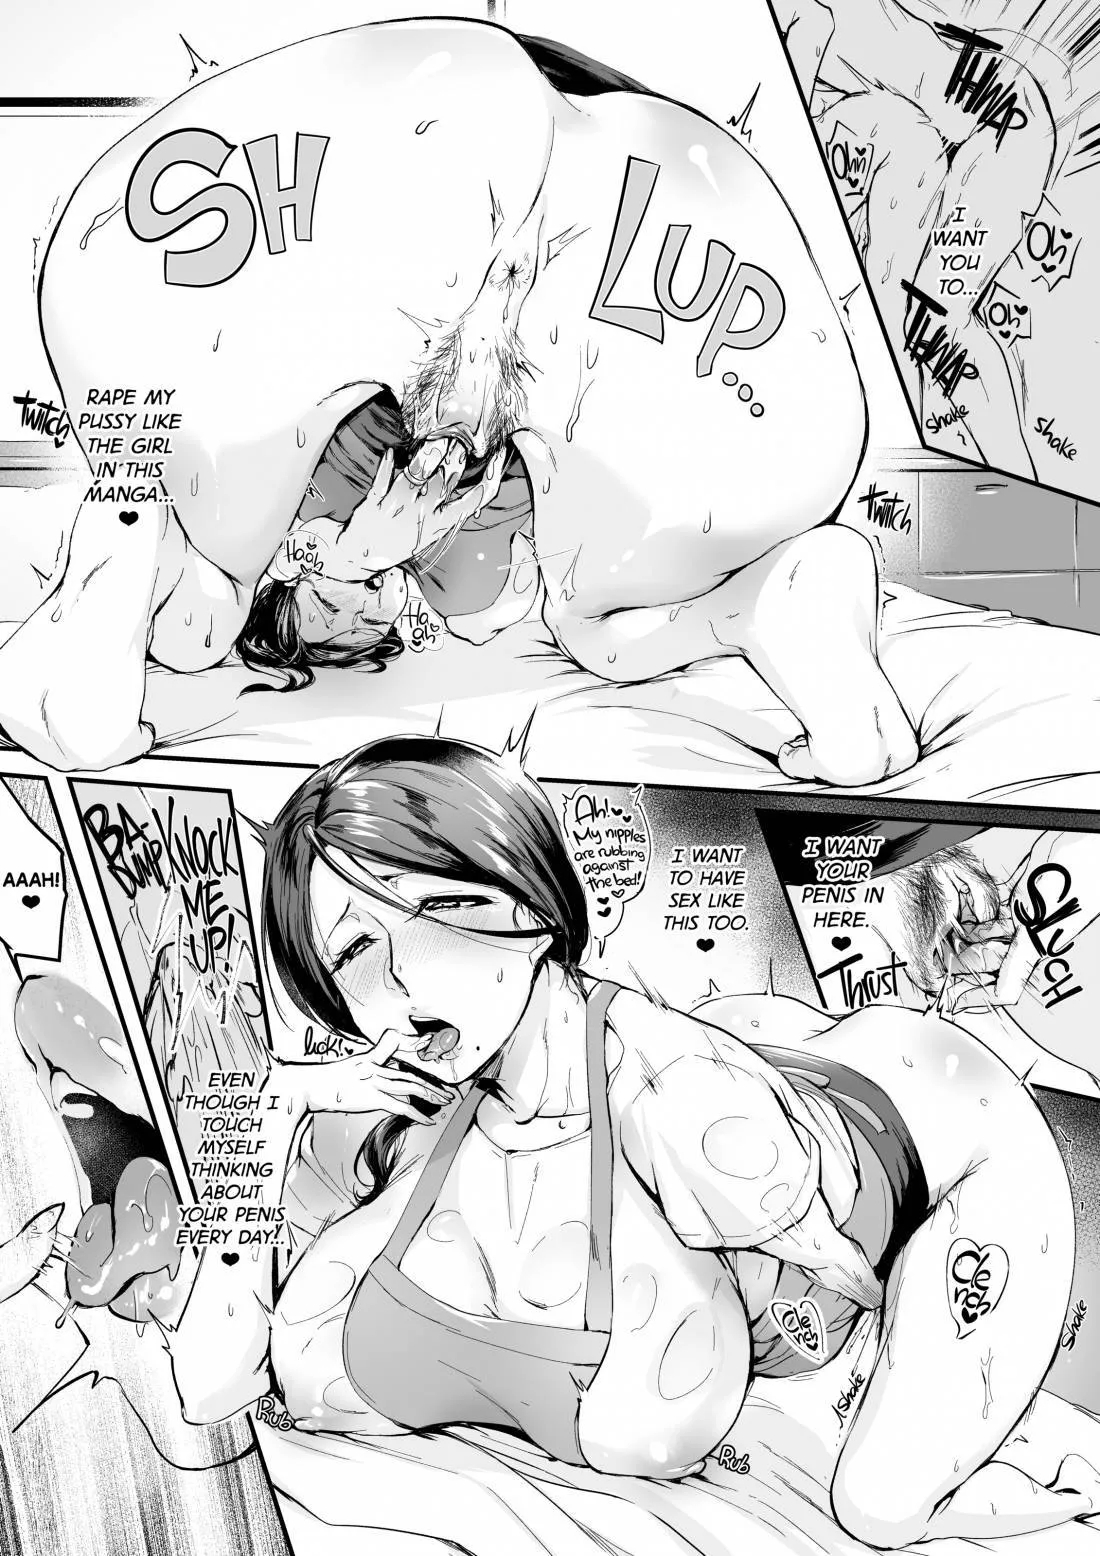 THWAP
Ohh
I
WANT
YOU
TO...
Oh
Oh
THWAP
shake
shake
SH
LUP...
RAPE MY
PUSSY LIKE
THE GIRL
IN THIS
MANGA...
twitch
twitch
Haah
Ha
ah
I WANT
YOUR
PENIS IN
HERE.
Thrust
SLUCH
I WANT
TO HAVE
SEX LIKE
THIS TOO.
Ah!
My nipples
are rubbing
against
the bed!
lick!
Clench
Clench
shake
shake
Rub
Rub
BA-
BUMP
KNOCK
ME
UP!
EVEN
THOUGH I
TOUCH
MYSELF
THINKING
ABOUT
YOUR PENIS
EVERY DAY...
AAAH!